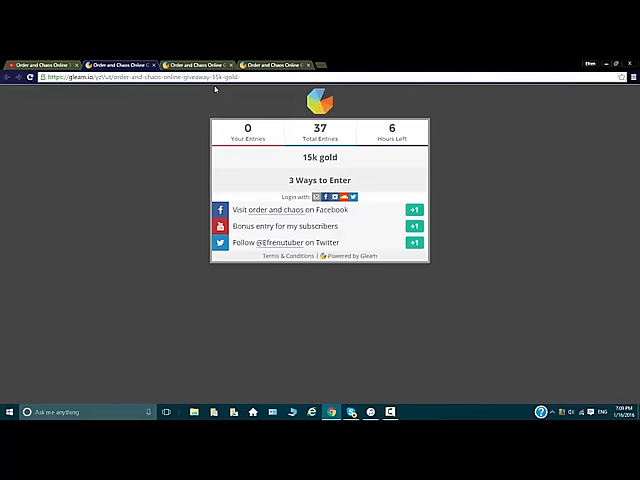 Order and Chaos Online
Order and Chaos Online G
Order and Chaos Online G
Order and Chaos Online G
Efren
https://gleam.io/yzVut/order-and-chaos-online-giveaway-15k-gold-
0
37
6
Your Entries
Total Entries
Hours Left
15k gold
3 Ways to Enter
Login with:
Visit order and chaos on Facebook
+1
Bonus entry for my subscribers
+1
Follow @Efrenutuber on Twitter
+1
Terms & Conditions | Powered by Gleam
Ask me anything
ENG
7:09 PM
1/16/2016